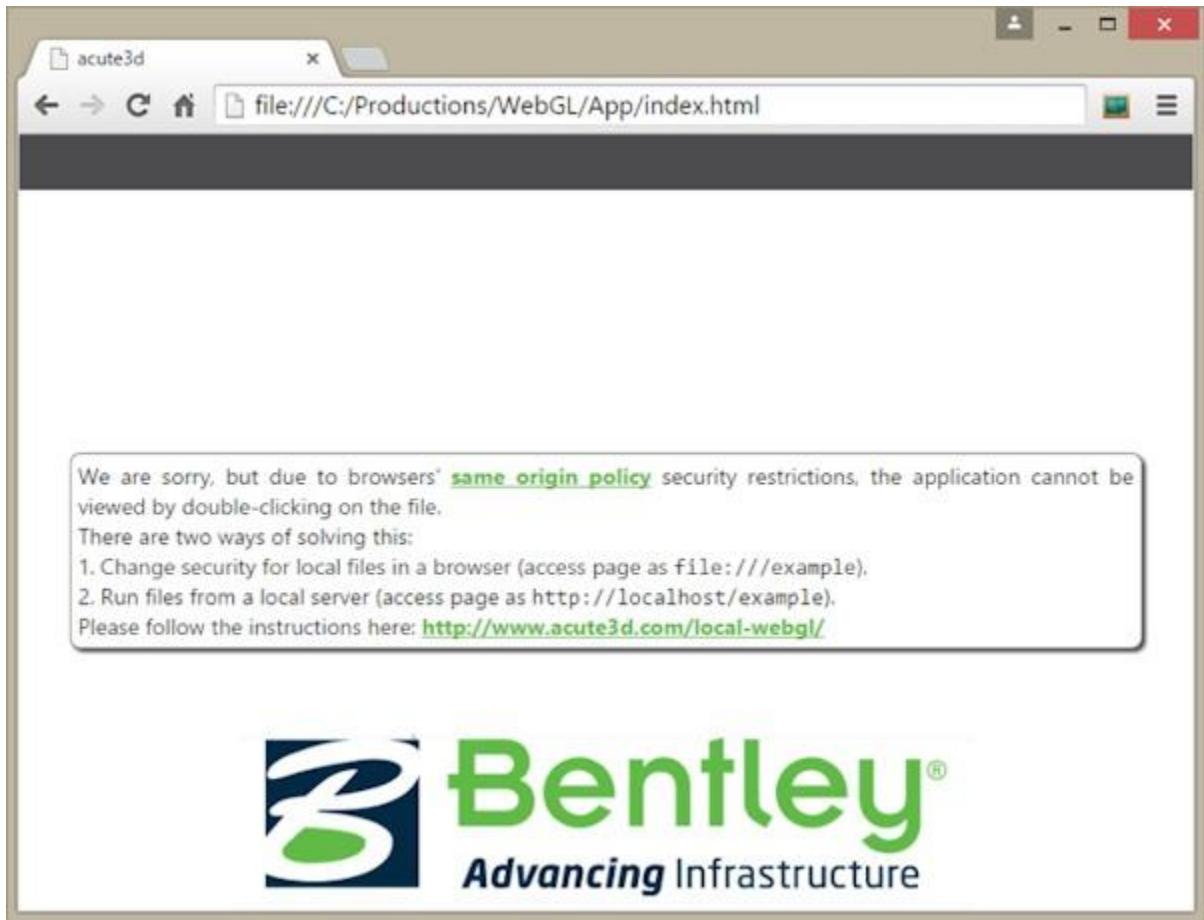 acute3d
file:///C:/Productions/WebGL/App/index.html
We are sorry, but due to browsers' same origin policy security restrictions, the application cannot be
viewed by double-clicking on the file.
There are two ways of solving this:
1. Change security for local files in a browser (access page as file:///example).
2. Run files from a local server (access page as http://localhost/example).
Please follow the instructions here: http://www.acute3d.com/local-webgl/
Bentley®
Advancing Infrastructure